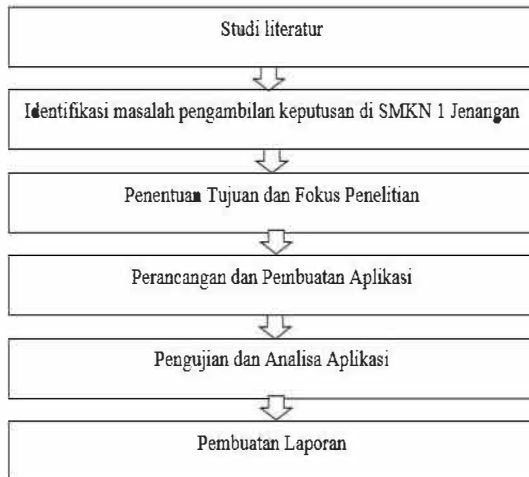 Studi literatur
Identifikasi masalah pengambilan keputusan di SMKN 1 Jenangan
Penentuan Tujuan dan Fokus Penelitian
Perancangan dan Pembuatan Aplikasi
Pengujian dan Analisa Aplikasi
Pembuatan Laporan